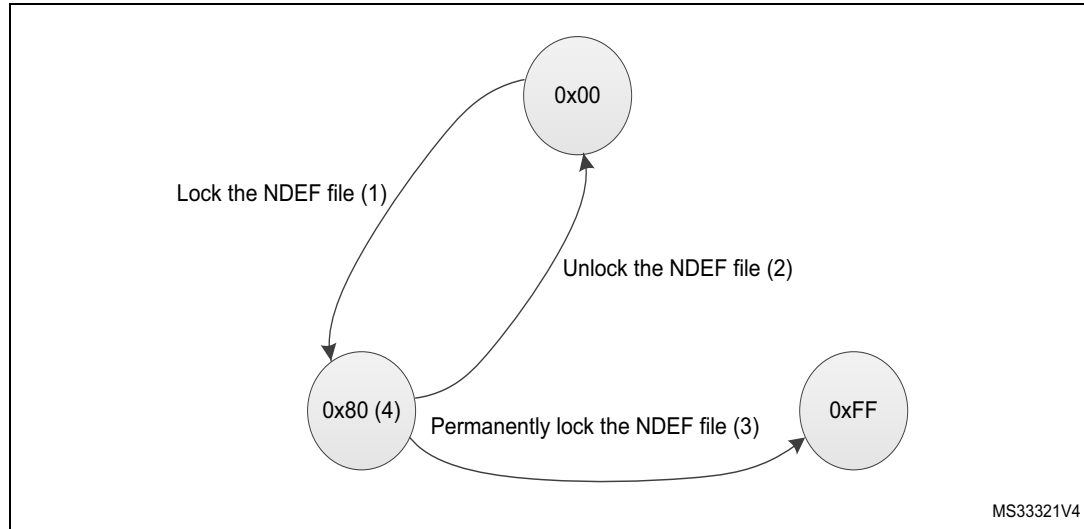 0x00
Lock the NDEF file (1)
Unlock the NDEF file (2)
0x80 (4)
Permanently lock the NDEF file (3)
0xFF
MS33321V4